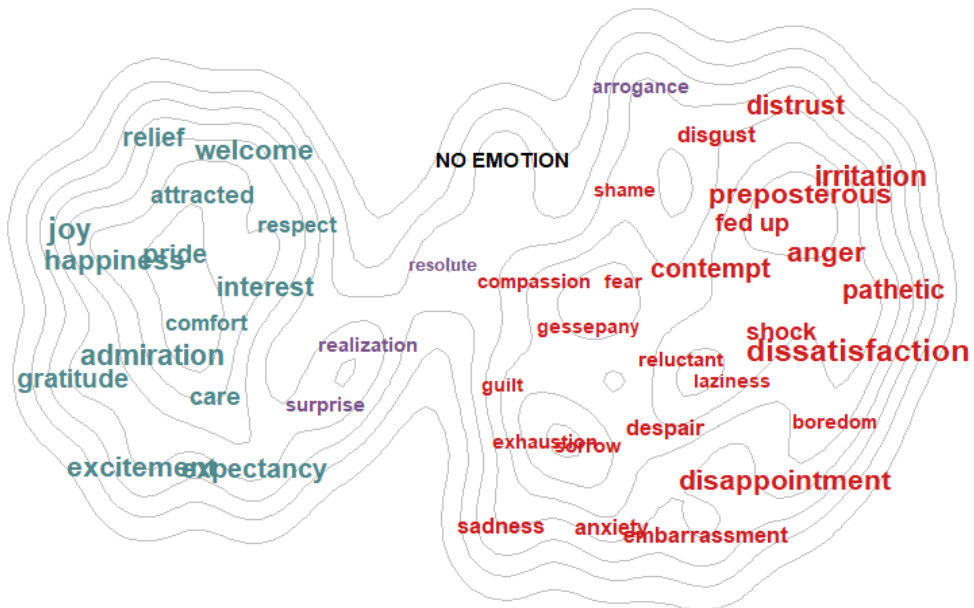 arrogance
distrust
relief
welcome
disgust
NO EMOTION
attracted
shame
irritation
preposterous
joy
respect
fed up
happiness
pride
resolute
contempt
anger
interest
compassion
fear
pathetic
comfort
gessepany
admiration
realization
reluctant
shock
dissatisfaction
gratitude
care
surprise
guilt
laziness
exhaustion
sorrow
despair
boredom
excitement
expectancy
disappointment
sadness
anxiety
embarrassment